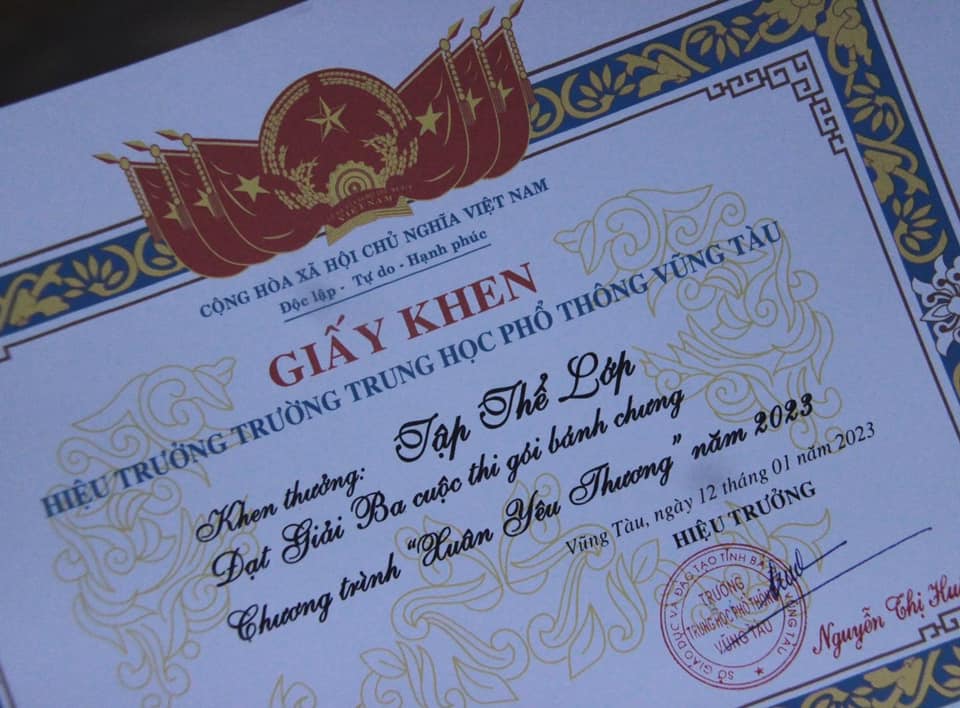 VIỆT NAM
CỘNG HÒA XÃ HỘI CHỦ NGHĨA VIỆT NAM
Độc lập - Tự do - Hạnh phúc
GIẤY KHEN
HIỆU TRƯỞNG TRƯỜNG TRUNG HỌC PHỔ THÔNG VŨNG TÀU
Khen thưởng: Tập Thể Lớp
Đạt Giải Ba cuộc thi gói bánh chưng
Chương trình “Xuân Yêu Thương” năm 2023
Vũng Tàu, ngày 12 tháng 01 năm 2023
HIỆU TRƯỞNG
SỞ GIÁO DỤC VÀ ĐÀO TẠO TỈNH BÀ VŨNG TÀU
TRƯỜNG
TRUNG HỌC PHỔ THÔNG
VŨNG TÀU
Nguyễn Thị